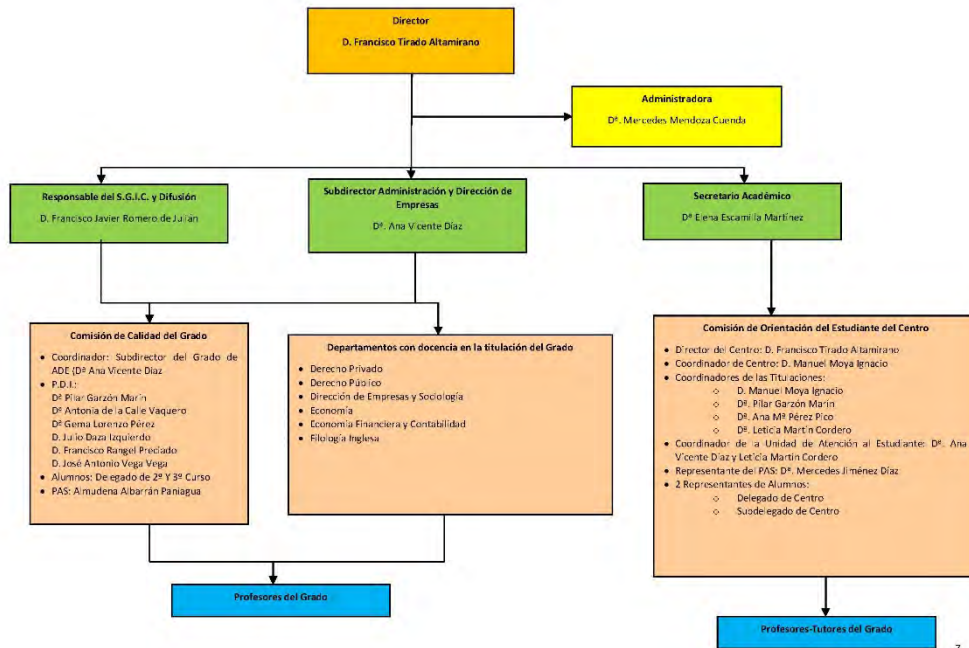 Director
D. Francisco Tirado Altamirano
Administradora
Dª. Mercedes Mendoza Cuenda
Responsable del S.G.I.C. y Difusión
D. Francisco Javier Romero de Julián
Subdirector Administración y Dirección de
Empresas
Dª. Ana Vicente Díaz
Secretario Académico
Dª Elena Escamilla Martínez
Comisión de Calidad del Grado
• Coordinador: Subdirector del Grado de
ADE (Dª Ana Vicente Díaz
• P.D.I.:
Dª Pilar Garzón Marín
Dª Antonia de la Calle Vaquero
Dª Gema Lorenzo Pérez
D. Julio Daza Izquierdo
D. Francisco Rangel Preciado
D. José Antonio Vega Vega
• Alumnos: Delegado de 2º Y 3º Curso
• PAS: Almudena Albarrán Paniagua
Departamentos con docencia en la titulación del Grado
• Derecho Privado
• Derecho Público
• Dirección de Empresas y Sociología
• Economía
• Economía Financiera y Contabilidad
• Filología Inglesa
Comisión de Orientación del Estudiante del Centro
• Director del Centro: D. Francisco Tirado Altamirano
• Coordinador de Centro: D. Manuel Moya Ignacio
• Coordinadores de las Titulaciones:
o D. Manuel Moya Ignacio
o Dª. Pilar Garzón Marín
o Dª. Ana Mª Pérez Pico
o Dª. Leticia Martín Cordero
• Coordinador de la Unidad de Atención al Estudiante: Dª. Ana
Vicente Díaz y Leticia Martín Cordero
• Representante del PAS: Dª. Mercedes Jiménez Díaz
• 2 Representantes de Alumnos:
o Delegado de Centro
o Subdelegado de Centro
Profesores del Grado
Profesores-Tutores del Grado